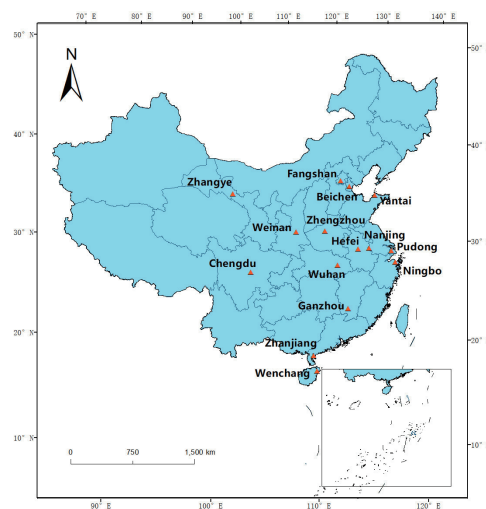 70° E 80° E 90° E 100° E 110° E 120° E 130° E 140° E
50° N
50° N
N
40° N
40° N
Fangshan
Zhangye
Beichen
Yantai
Zhengzhou
Weinan
Nanjing
Hefei
30° N
30° N
Pudong
Chengdu
Wuhan
Ningbo
Ganzhou
20° N
20° N
Zhanjiang
Wenchang
10° N
10° N
0 750 1,500 km
90° E 100° E 110° E 120° E